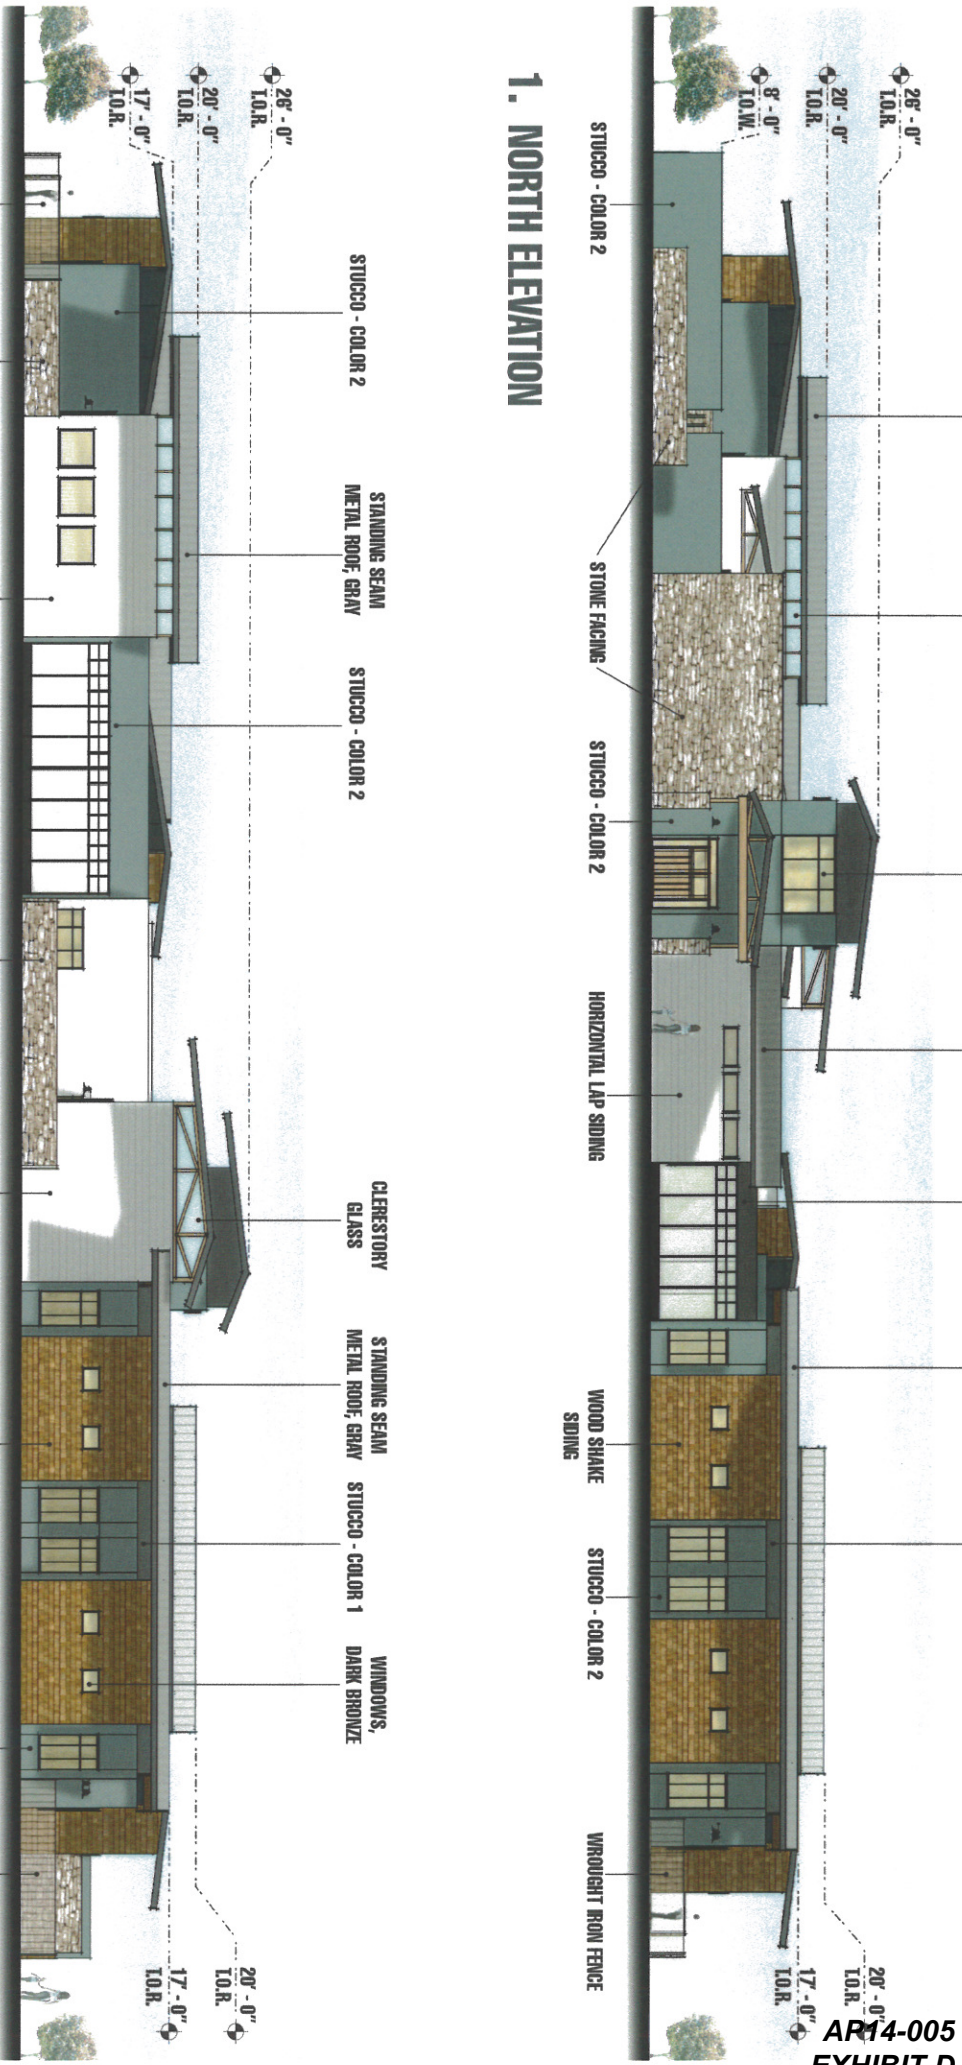 26' - 0"
T.O.R.
20' - 0"
T.O.R.
8' - 0"
T.O.W.
20' - 0"
T.O.R.
17' - 0"
T.O.R.
STUCCO - COLOR 2
STONE FACING
STUCCO - COLOR 2
HORIZONTAL LAP SIDING
WOOD SHAKE
SIDING
STUCCO - COLOR 2
WROUGHT IRON FENCE
1. NORTH ELEVATION
STUCCO - COLOR 2
STANDING SEAM
METAL ROOF, GRAY
STUCCO - COLOR 2
CLERESTORY
GLASS
STANDING SEAM
METAL ROOF, GRAY
STUCCO - COLOR 1
WINDOWS,
DARK BRONZE
26' - 0"
T.O.R.
20' - 0"
T.O.R.
17' - 0"
T.O.R.
20' - 0"
T.O.R.
17' - 0"
T.O.R.
AP14-005
EXHIBIT D